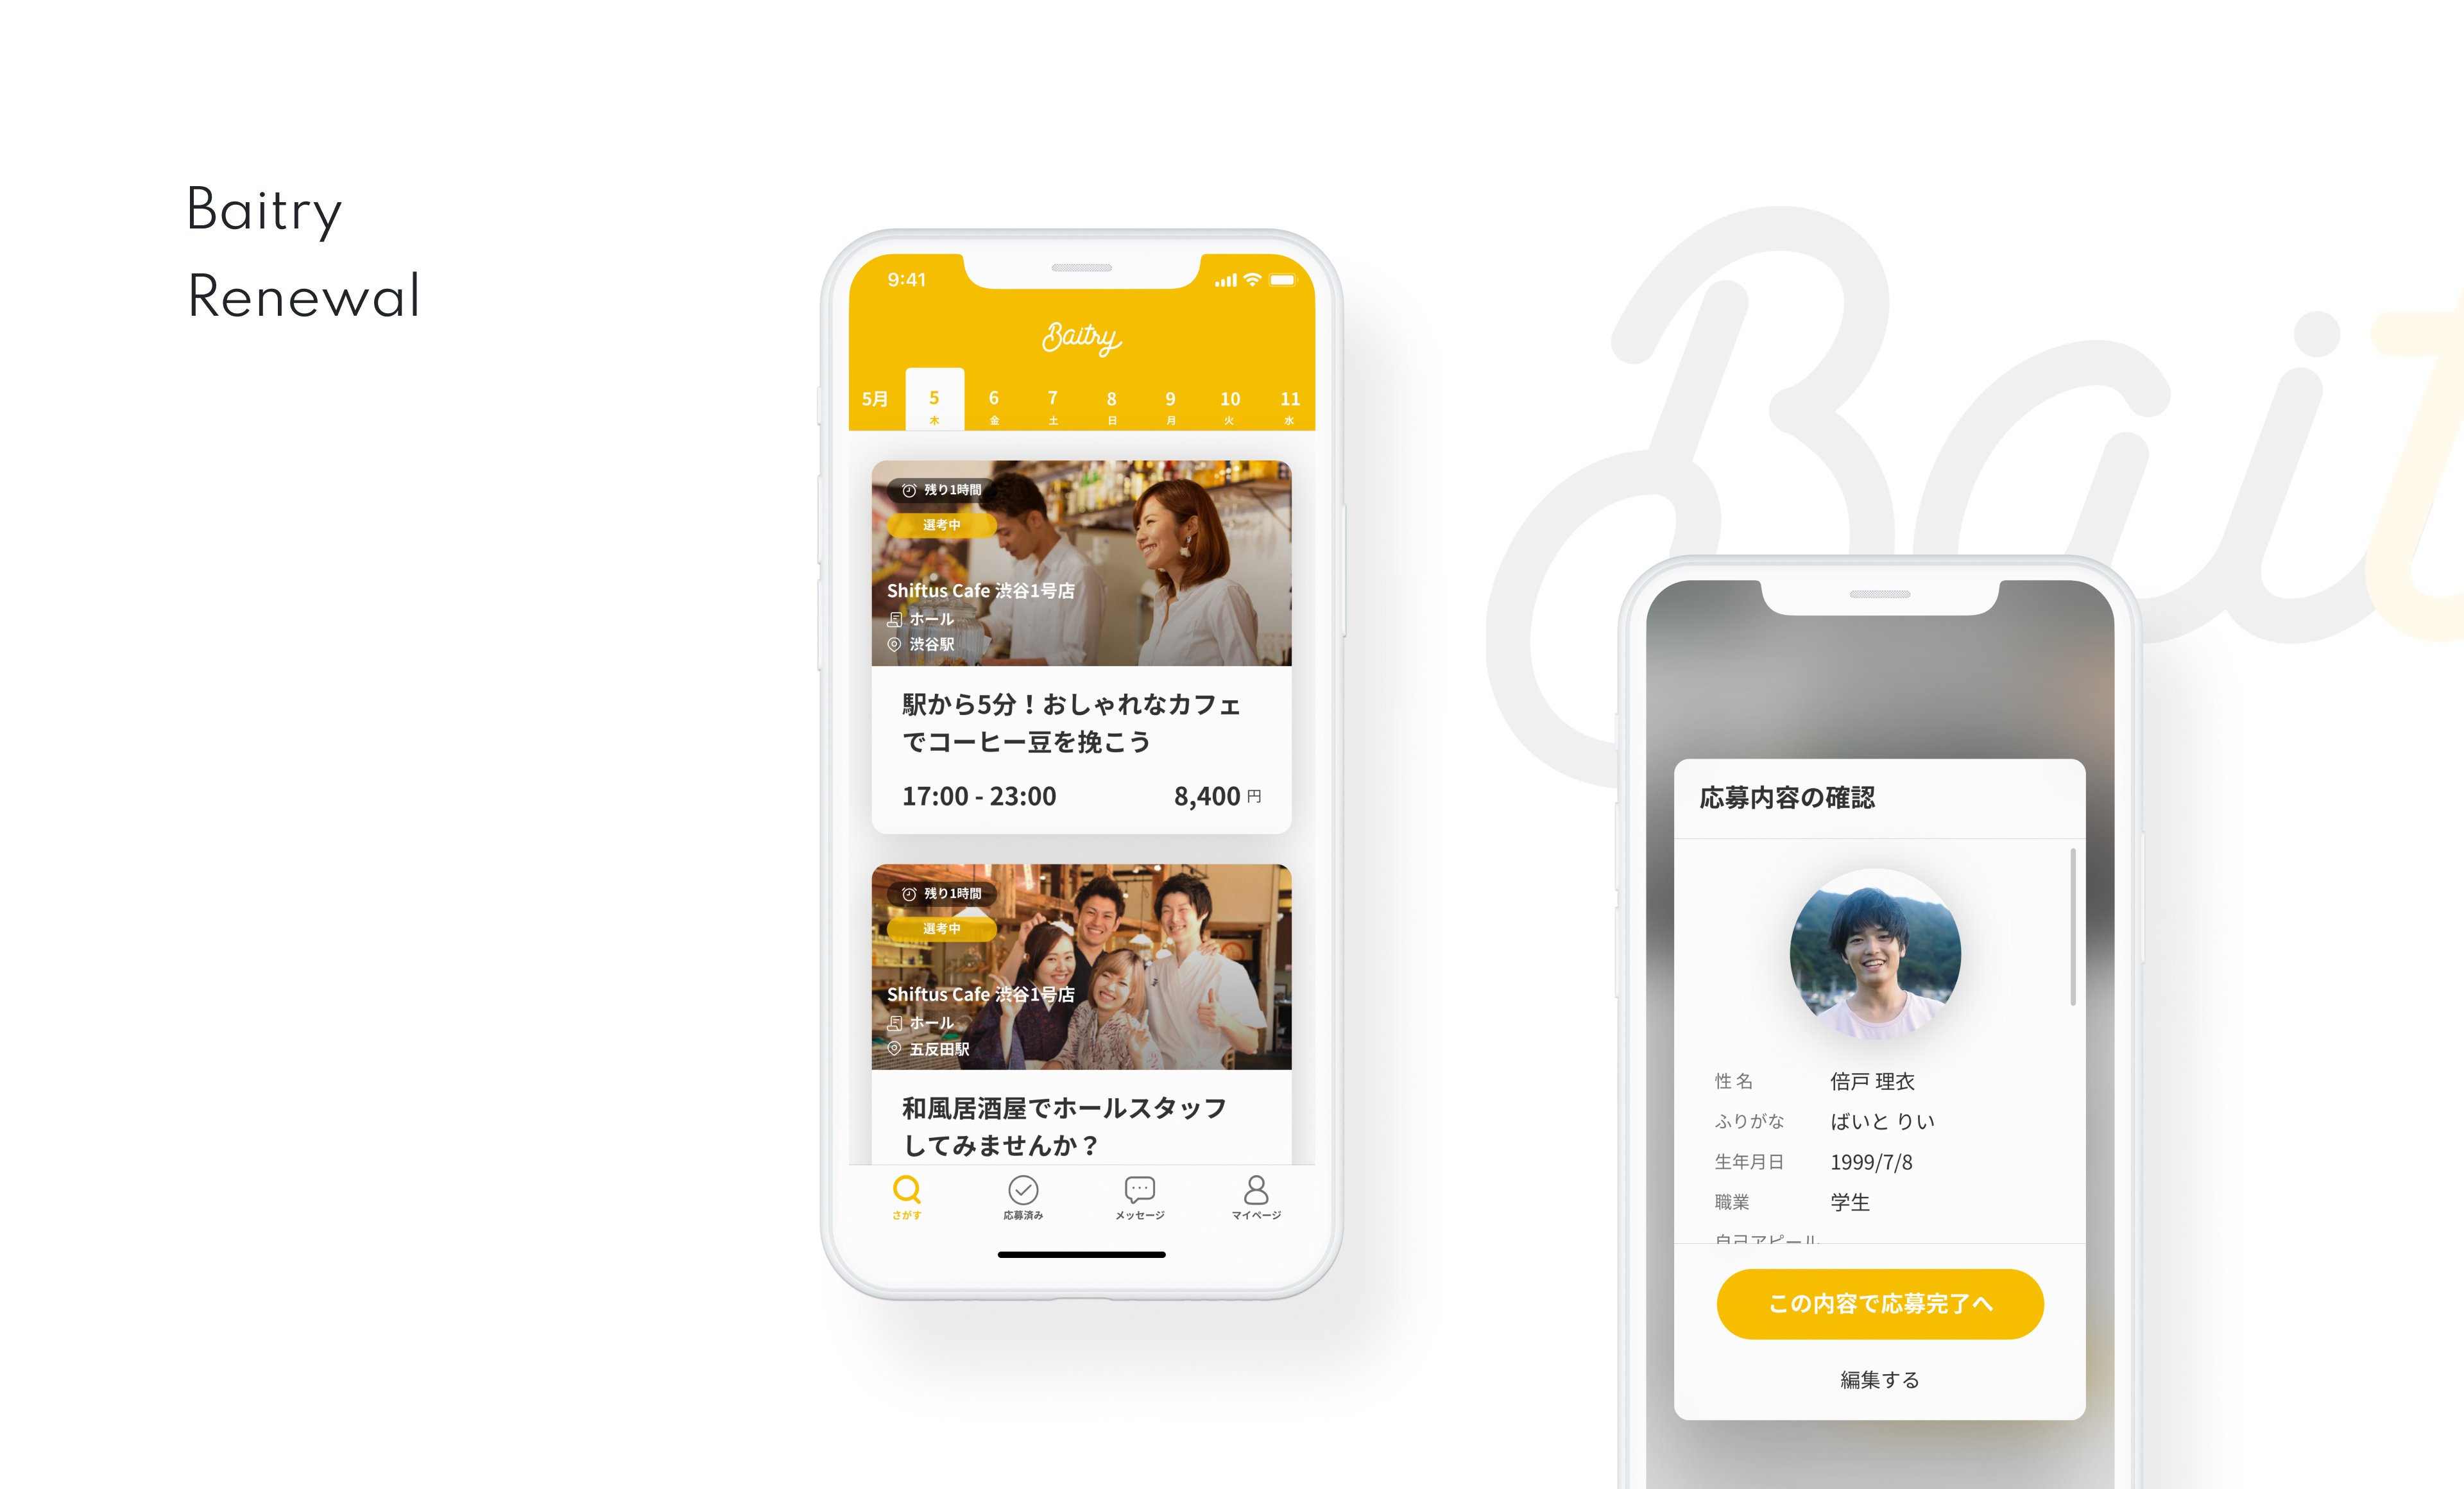 Baitry
Renewal
9:41
Baitry
5月 5 6 7 8 9 10 11
木 金 土 日 月 火 水
残り1時間
選考中
Shiftus Cafe 渋谷1号店
ホール
渋谷駅
駅から5分！おしゃれなカフェ
でコーヒー豆を挽こう
17:00 - 23:00 8,400 円
残り1時間
選考中
Shiftus Cafe 渋谷1号店
ホール
五反田駅
和風居酒屋でホールスタッフ
してみませんか？
さがす 応募済み メッセージ マイページ
Bait
応募内容の確認
性 名 倍戸 理衣
ふりがな ばいと りい
生年月日 1999/7/8
職業 学生
自己アピール
この内容で応募完了へ
編集する